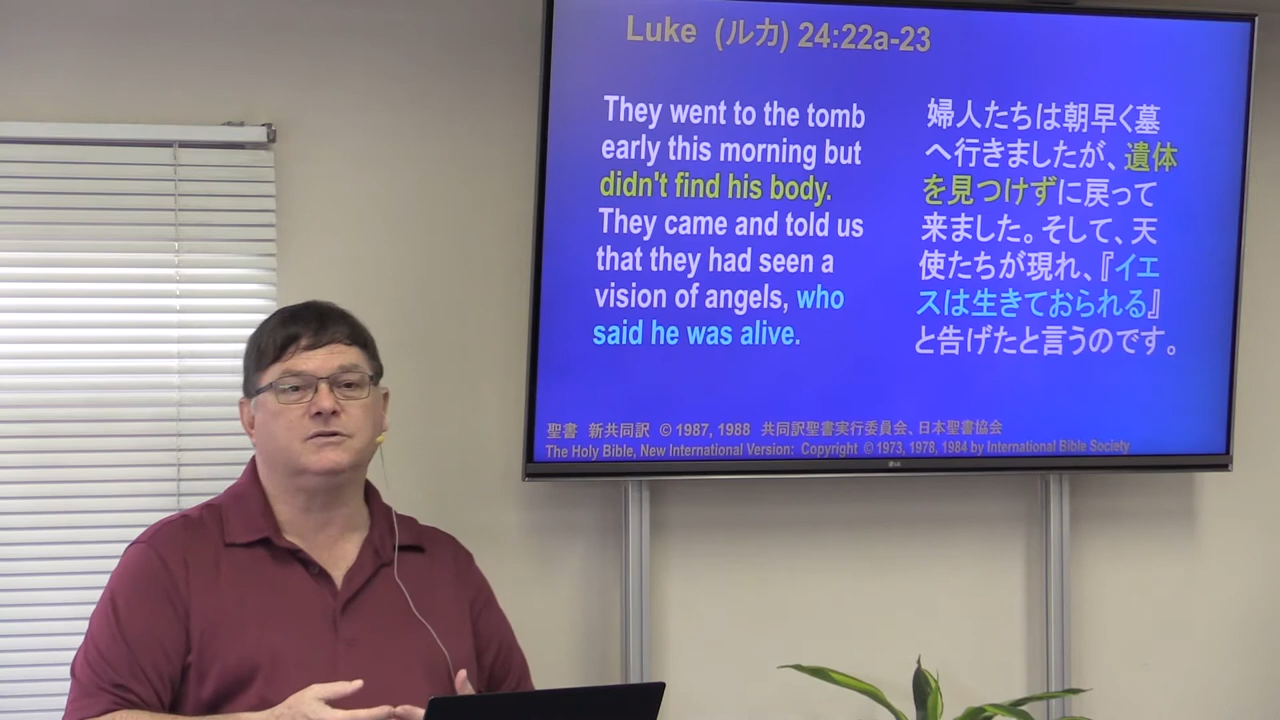 Luke (ルカ) 24:22a-23
They went to the tomb
early this morning but
didn't find his body.
They came and told us
that they had seen a
vision of angels, who
said he was alive.
婦人たちは朝早く墓
へ行きましたが、遺体
を見つけずに戻って
来ました。そして、天
使たちが現れ、『イエ
スは生きておられる』
と告げたと言うのです。
聖書 新共同訳 © 1987, 1988 共同訳聖書実行委員会、日本聖書協会
The Holy Bible, New International Version: Copyright © 1973, 1978, 1984 by International Bible Society
LG